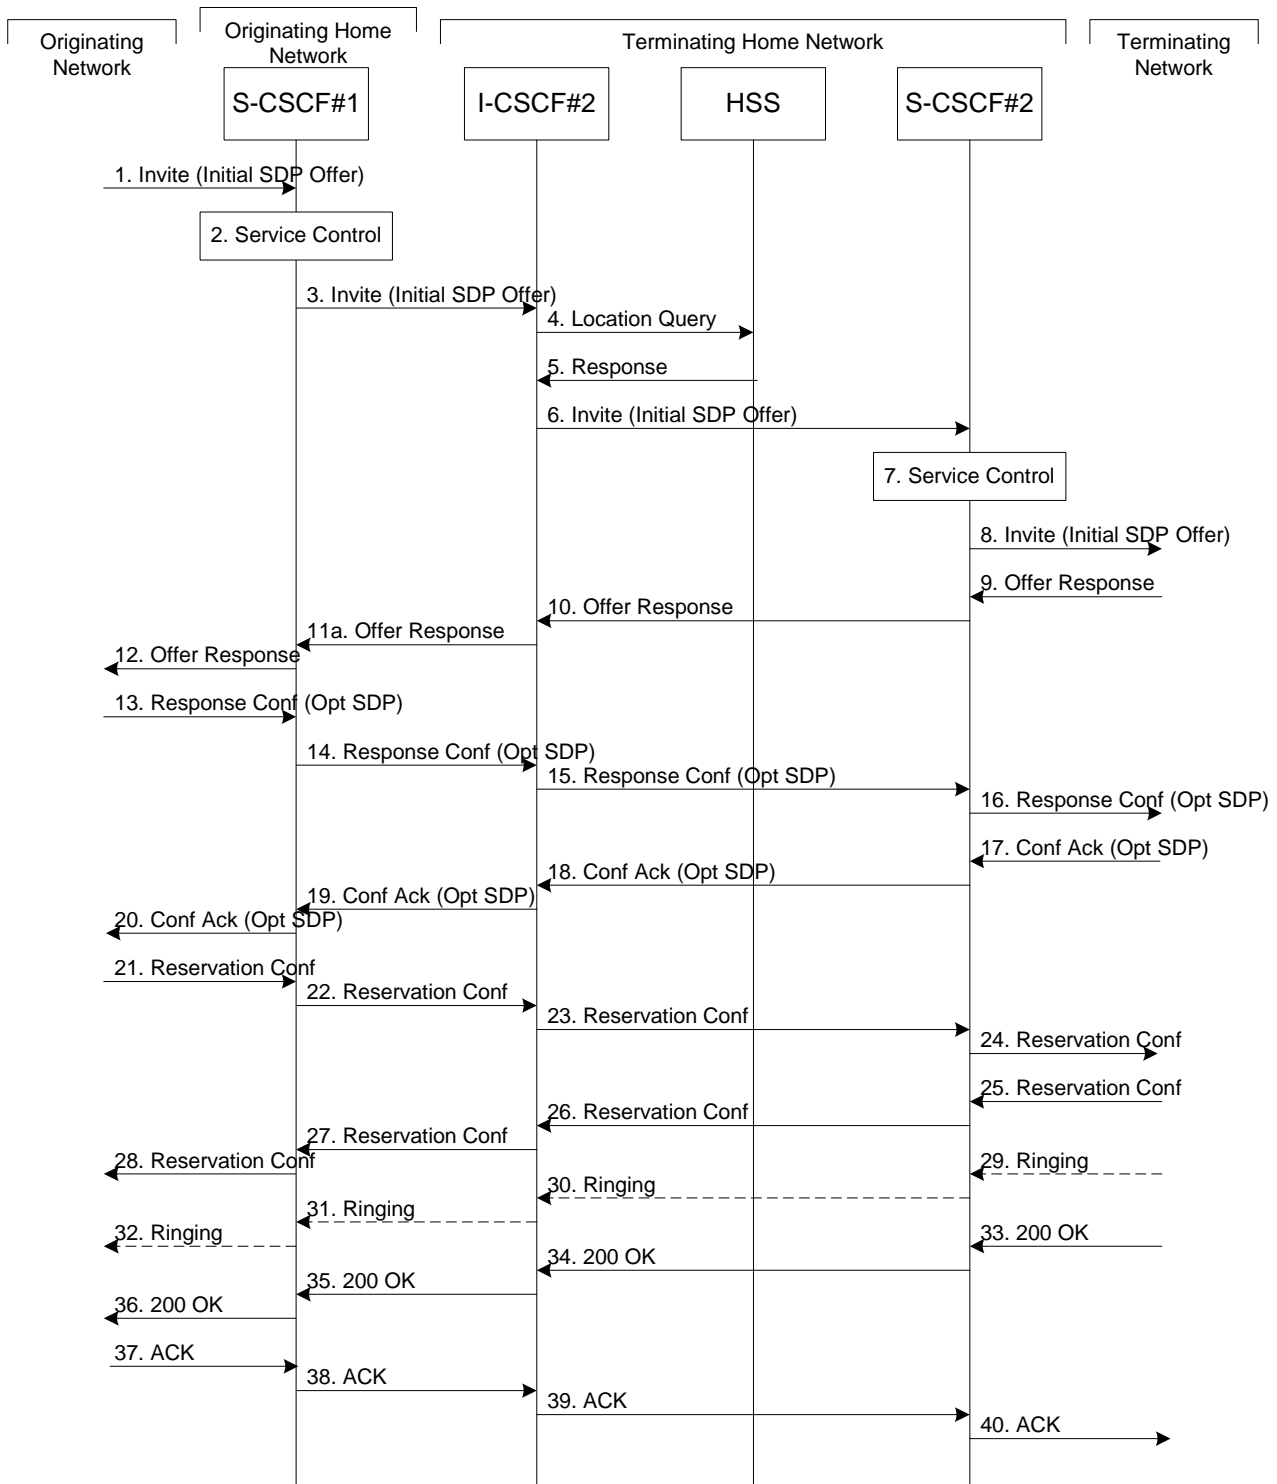 Originating
Network
Originating Home
Network
Terminating Home Network
Terminating
Network
S-CSCF#1
I-CSCF#2
HSS
S-CSCF#2
1. Invite (Initial SDP Offer)
2. Service Control
3. Invite (Initial SDP Offer)
4. Location Query
5. Response
6. Invite (Initial SDP Offer)
7. Service Control
8. Invite (Initial SDP Offer)
9. Offer Response
10. Offer Response
11a. Offer Response
12. Offer Response
13. Response Conf (Opt SDP)
14. Response Conf (Opt SDP)
15. Response Conf (Opt SDP)
16. Response Conf (Opt SDP)
17. Conf Ack (Opt SDP)
18. Conf Ack (Opt SDP)
19. Conf Ack (Opt SDP)
20. Conf Ack (Opt SDP)
21. Reservation Conf
22. Reservation Conf
23. Reservation Conf
24. Reservation Conf
25. Reservation Conf
26. Reservation Conf
27. Reservation Conf
28. Reservation Conf
29. Ringing
30. Ringing
31. Ringing
32. Ringing
33. 200 OK
34. 200 OK
35. 200 OK
36. 200 OK
37. ACK
38. ACK
39. ACK
40. ACK